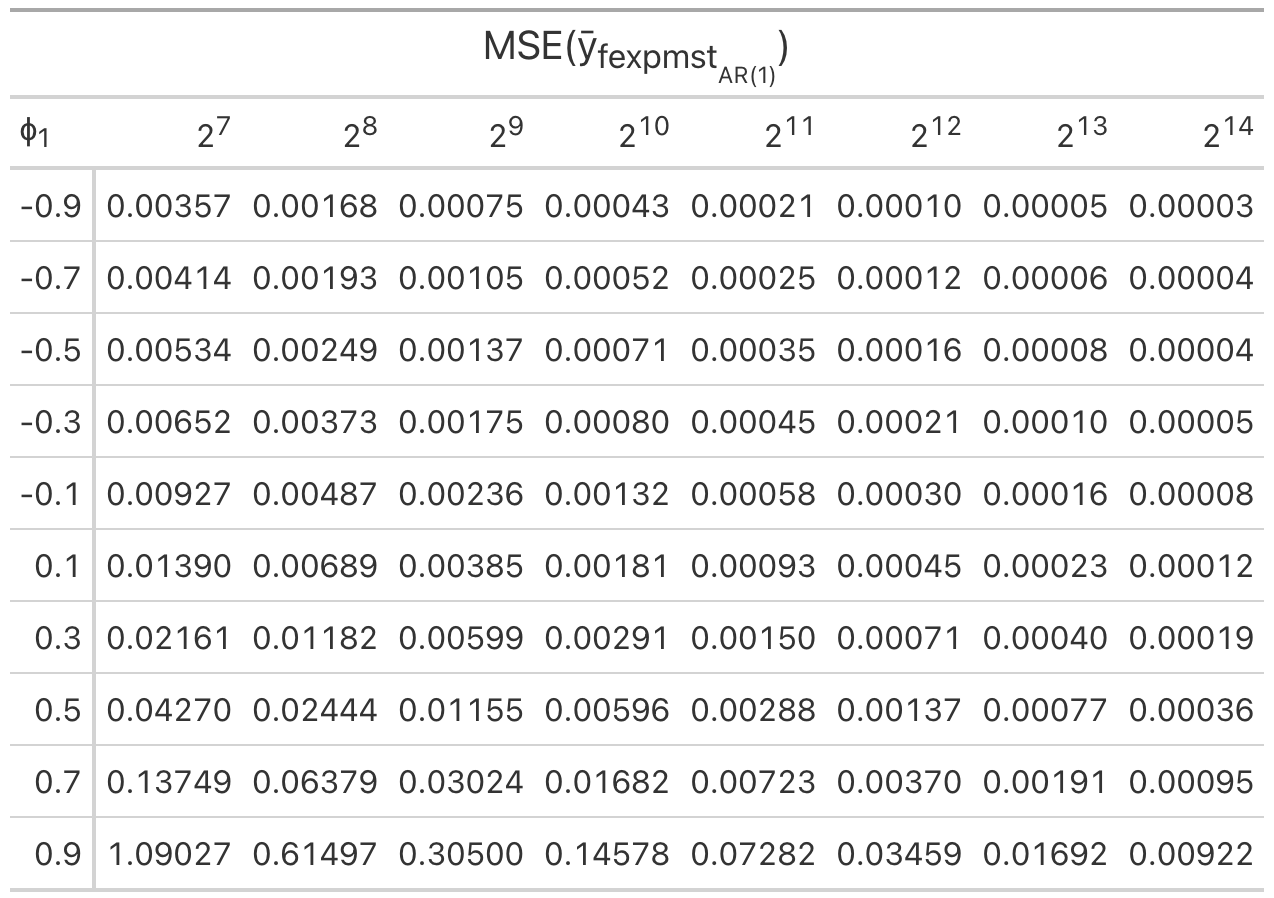 MSE(ȳfexpmstAR(1))
ϕ1 2^7 2^8 2^9 2^10 2^11 2^12 2^13 2^14
-0.9 0.00357 0.00168 0.00075 0.00043 0.00021 0.00010 0.00005 0.00003
-0.7 0.00414 0.00193 0.00105 0.00052 0.00025 0.00012 0.00006 0.00004
-0.5 0.00534 0.00249 0.00137 0.00071 0.00035 0.00016 0.00008 0.00004
-0.3 0.00652 0.00373 0.00175 0.00080 0.00045 0.00021 0.00010 0.00005
-0.1 0.00927 0.00487 0.00236 0.00132 0.00058 0.00030 0.00016 0.00008
0.1 0.01390 0.00689 0.00385 0.00181 0.00093 0.00045 0.00023 0.00012
0.3 0.02161 0.01182 0.00599 0.00291 0.00150 0.00071 0.00040 0.00019
0.5 0.04270 0.02444 0.01155 0.00596 0.00288 0.00137 0.00077 0.00036
0.7 0.13749 0.06379 0.03024 0.01682 0.00723 0.00370 0.00191 0.00095
0.9 1.09027 0.61497 0.30500 0.14578 0.07282 0.03459 0.01692 0.00922